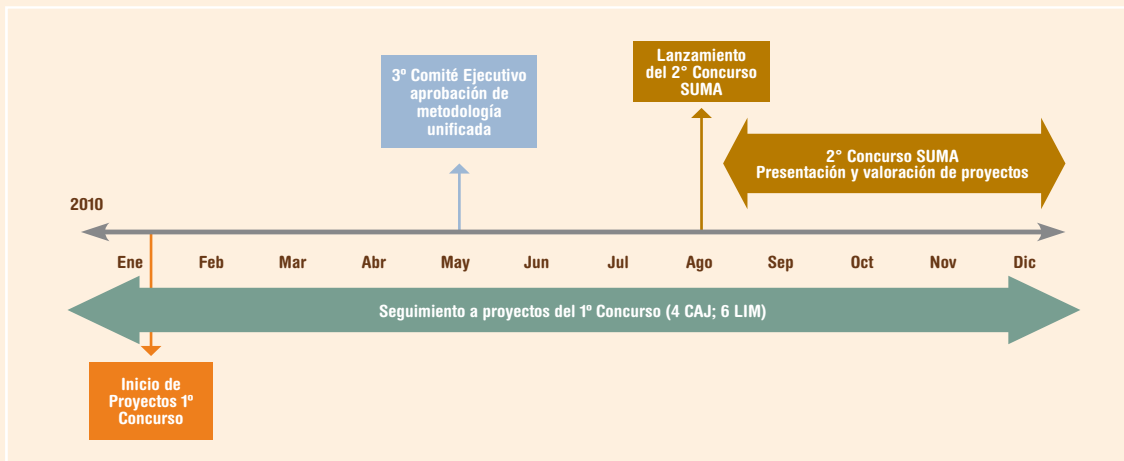 3º Comité Ejecutivo
aprobación de
metodología
unificada
Lanzamiento
del 2° Concurso
SUMA
2° Concurso SUMA
Presentación y valoración de proyectos
2010
Ene Feb Mar Abr May Jun Jul Ago Sep Oct Nov Dic
Seguimiento a proyectos del 1º Concurso (4 CAJ; 6 LIM)
Inicio de
Proyectos 1º
Concurso